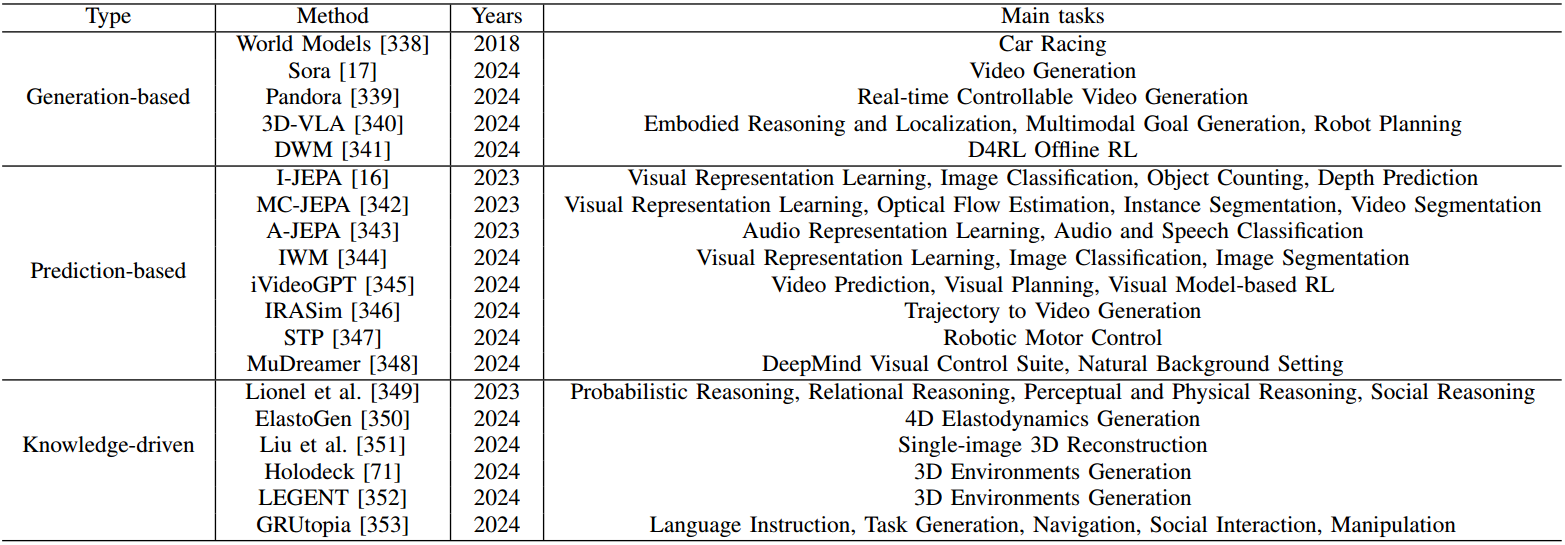 Type Method Years Main tasks
World Models [338] 2018 Car Racing
Sora [17] 2024 Video Generation
Generation-based Pandora [339] 2024 Real-time Controllable Video Generation
3D-VLA [340] 2024 Embodied Reasoning and Localization, Multimodal Goal Generation, Robot Planning
DWM [341] 2024 D4RL Offline RL
I-JEPA [16] 2023 Visual Representation Learning, Image Classification, Object Counting, Depth Prediction
MC-JEPA [342] 2023 Visual Representation Learning, Optical Flow Estimation, Instance Segmentation, Video Segmentation
A-JEPA [343] 2023 Audio Representation Learning, Audio and Speech Classification
IWM [344] 2024 Visual Representation Learning, Image Classification, Image Segmentation
Prediction-based
iVideoGPT [345] 2024 Video Prediction, Visual Planning, Visual Model-based RL
IRASim [346] 2024 Trajectory to Video Generation
STP [347] 2024 Robotic Motor Control
MuDreamer [348] 2024 DeepMind Visual Control Suite, Natural Background Setting
Lionel et al. [349] 2023 Probabilistic Reasoning, Relational Reasoning, Perceptual and Physical Reasoning, Social Reasoning
ElastoGen [350] 2024 4D Elastodynamics Generation
Knowledge-driven Liu et al. [351] 2024 Single-image 3D Reconstruction
Holodeck [71] 2024 3D Environments Generation
LEGENT [352] 2024 3D Environments Generation
GRUtopia [353] 2024 Language Instruction, Task Generation, Navigation, Social Interaction, Manipulation